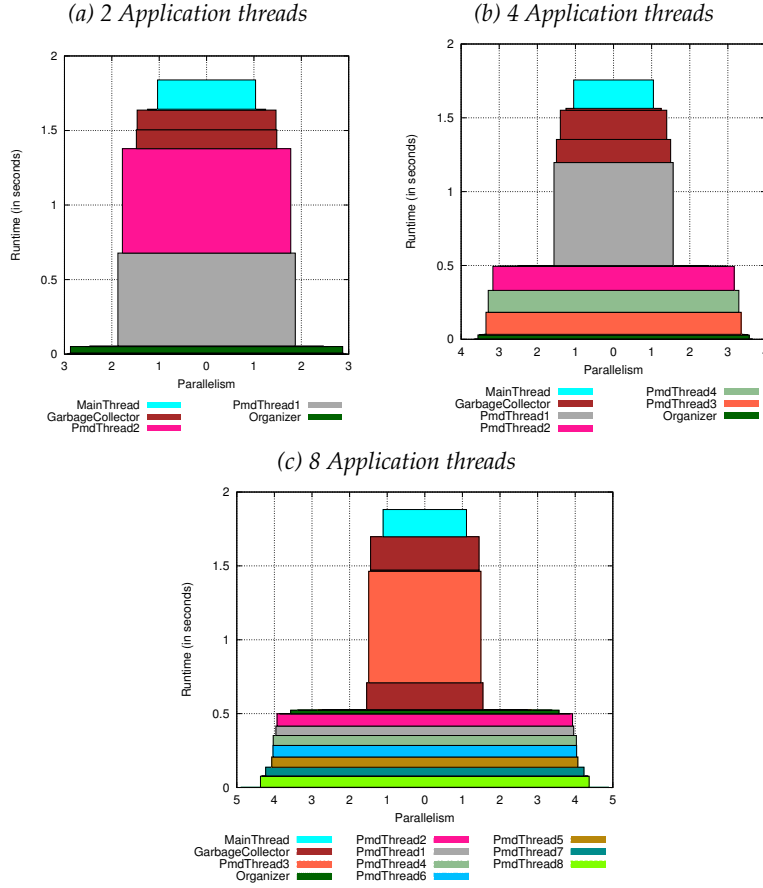 (a) 2 Application threads
2
1.5
1
0.5
0
Runtime (in seconds)
3 2 1 0 1 2 3
Parallelism
MainThread
GarbageCollector
PmdThread2
PmdThread1
Organizer
(b) 4 Application threads
2
1.5
1
0.5
0
Runtime (in seconds)
4 3 2 1 0 1 2 3 4
Parallelism
MainThread
GarbageCollector
PmdThread1
PmdThread2
PmdThread4
PmdThread3
Organizer
(c) 8 Application threads
2
1.5
1
0.5
0
Runtime (in seconds)
5 4 3 2 1 0 1 2 3 4 5
Parallelism
MainThread
GarbageCollector
PmdThread3
Organizer
PmdThread2
PmdThread1
PmdThread4
PmdThread6
PmdThread5
PmdThread7
PmdThread8